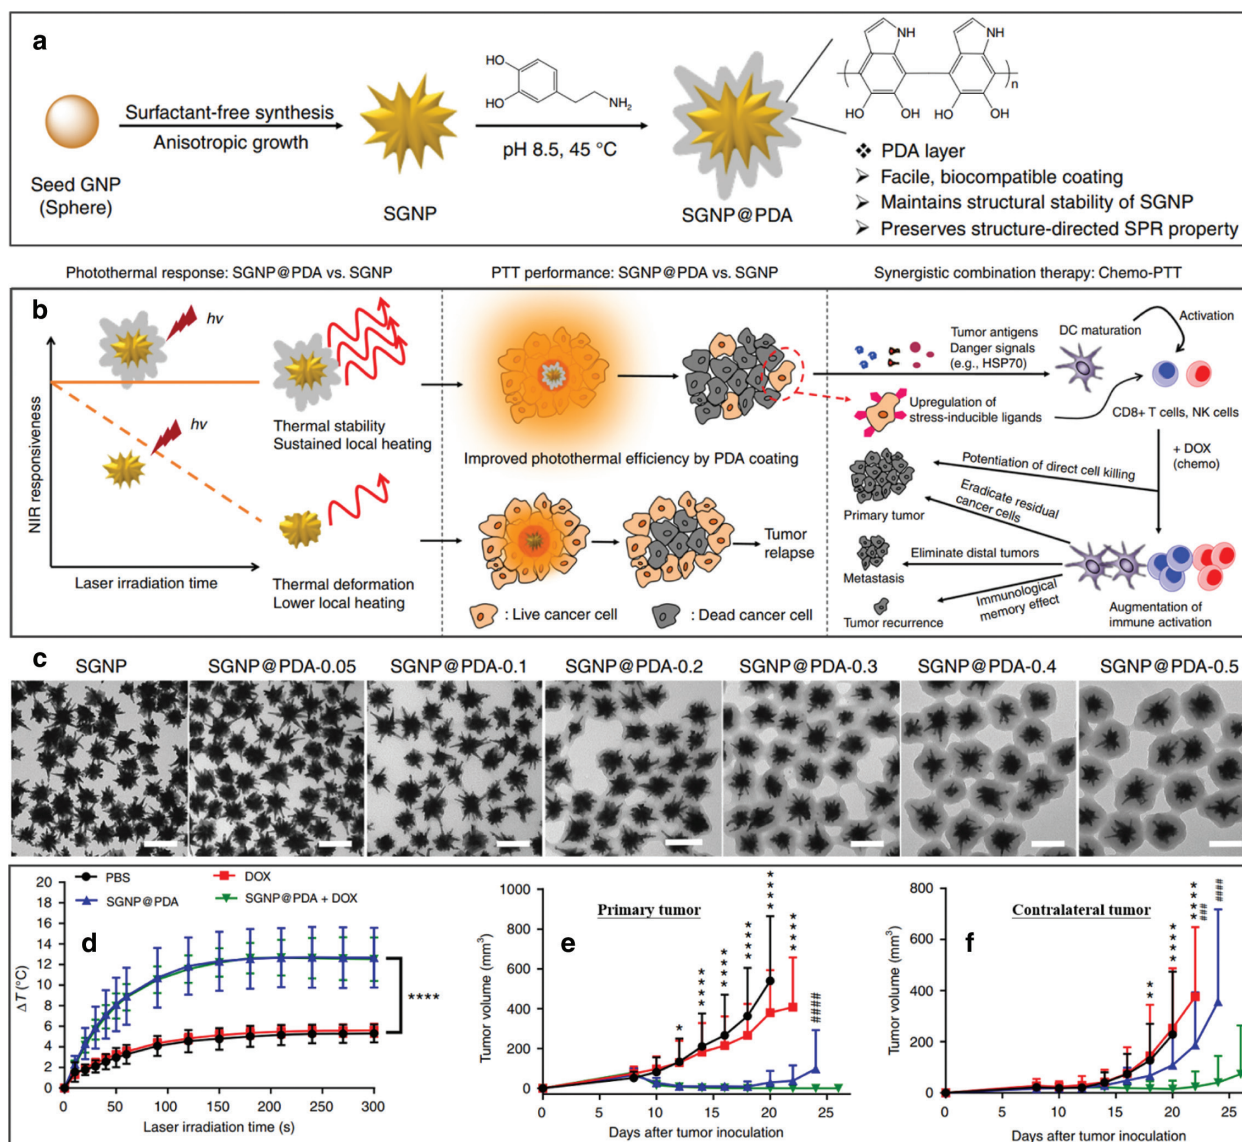 a
Seed GNP
(Sphere)
Surfactant-free synthesis
Anisotropic growth
SGNP
HO
HO
NH₂
pH 8.5, 45 °C
SGNP@PDA
NH
NH
n
HO
OH
HO
OH
❖ PDA layer
➢ Facile, biocompatible coating
➢ Maintains structural stability of SGNP
➢ Preserves structure-directed SPR property
Photothermal response: SGNP@PDA vs. SGNP
PTT performance: SGNP@PDA vs. SGNP
Synergistic combination therapy: Chemo-PTT
b
NIR responsiveness
Laser irradiation time
hv
hv
Thermal stability
Sustained local heating
Thermal deformation
Lower local heating
Improved photothermal efficiency by PDA coating
Tumor
relapse
: Live cancer cell
: Dead cancer cell
Tumor antigens
Danger signals
(e.g., HSP70)
DC maturation
Activation
Upregulation of
stress-inducible ligands
CD8+ T cells, NK cells
+ DOX
(chemo)
Potentiation of direct cell killing
Primary tumor
Eradicate residual
cancer cells
Eliminate distal tumors
Metastasis
Immunological
memory effect
Tumor recurrence
Augmentation of
immune activation
c
SGNP
SGNP@PDA-0.05
SGNP@PDA-0.1
SGNP@PDA-0.2
SGNP@PDA-0.3
SGNP@PDA-0.4
SGNP@PDA-0.5
d
PBS
DOX
SGNP@PDA
SGNP@PDA + DOX
ΔT (°C)
20
18
16
14
12
10
8
6
4
2
0
0
50
100
150
200
250
300
Laser irradiation time (s)
****
e
Primary tumor
Tumor volume (mm³)
1000
800
600
400
200
0
0
5
10
15
20
25
Days after tumor inoculation
*
****
****
****
****
****
####
f
Contralateral tumor
Tumor volume (mm³)
800
600
400
200
0
0
5
10
15
20
25
Days after tumor inoculation
**
****
****
###
####